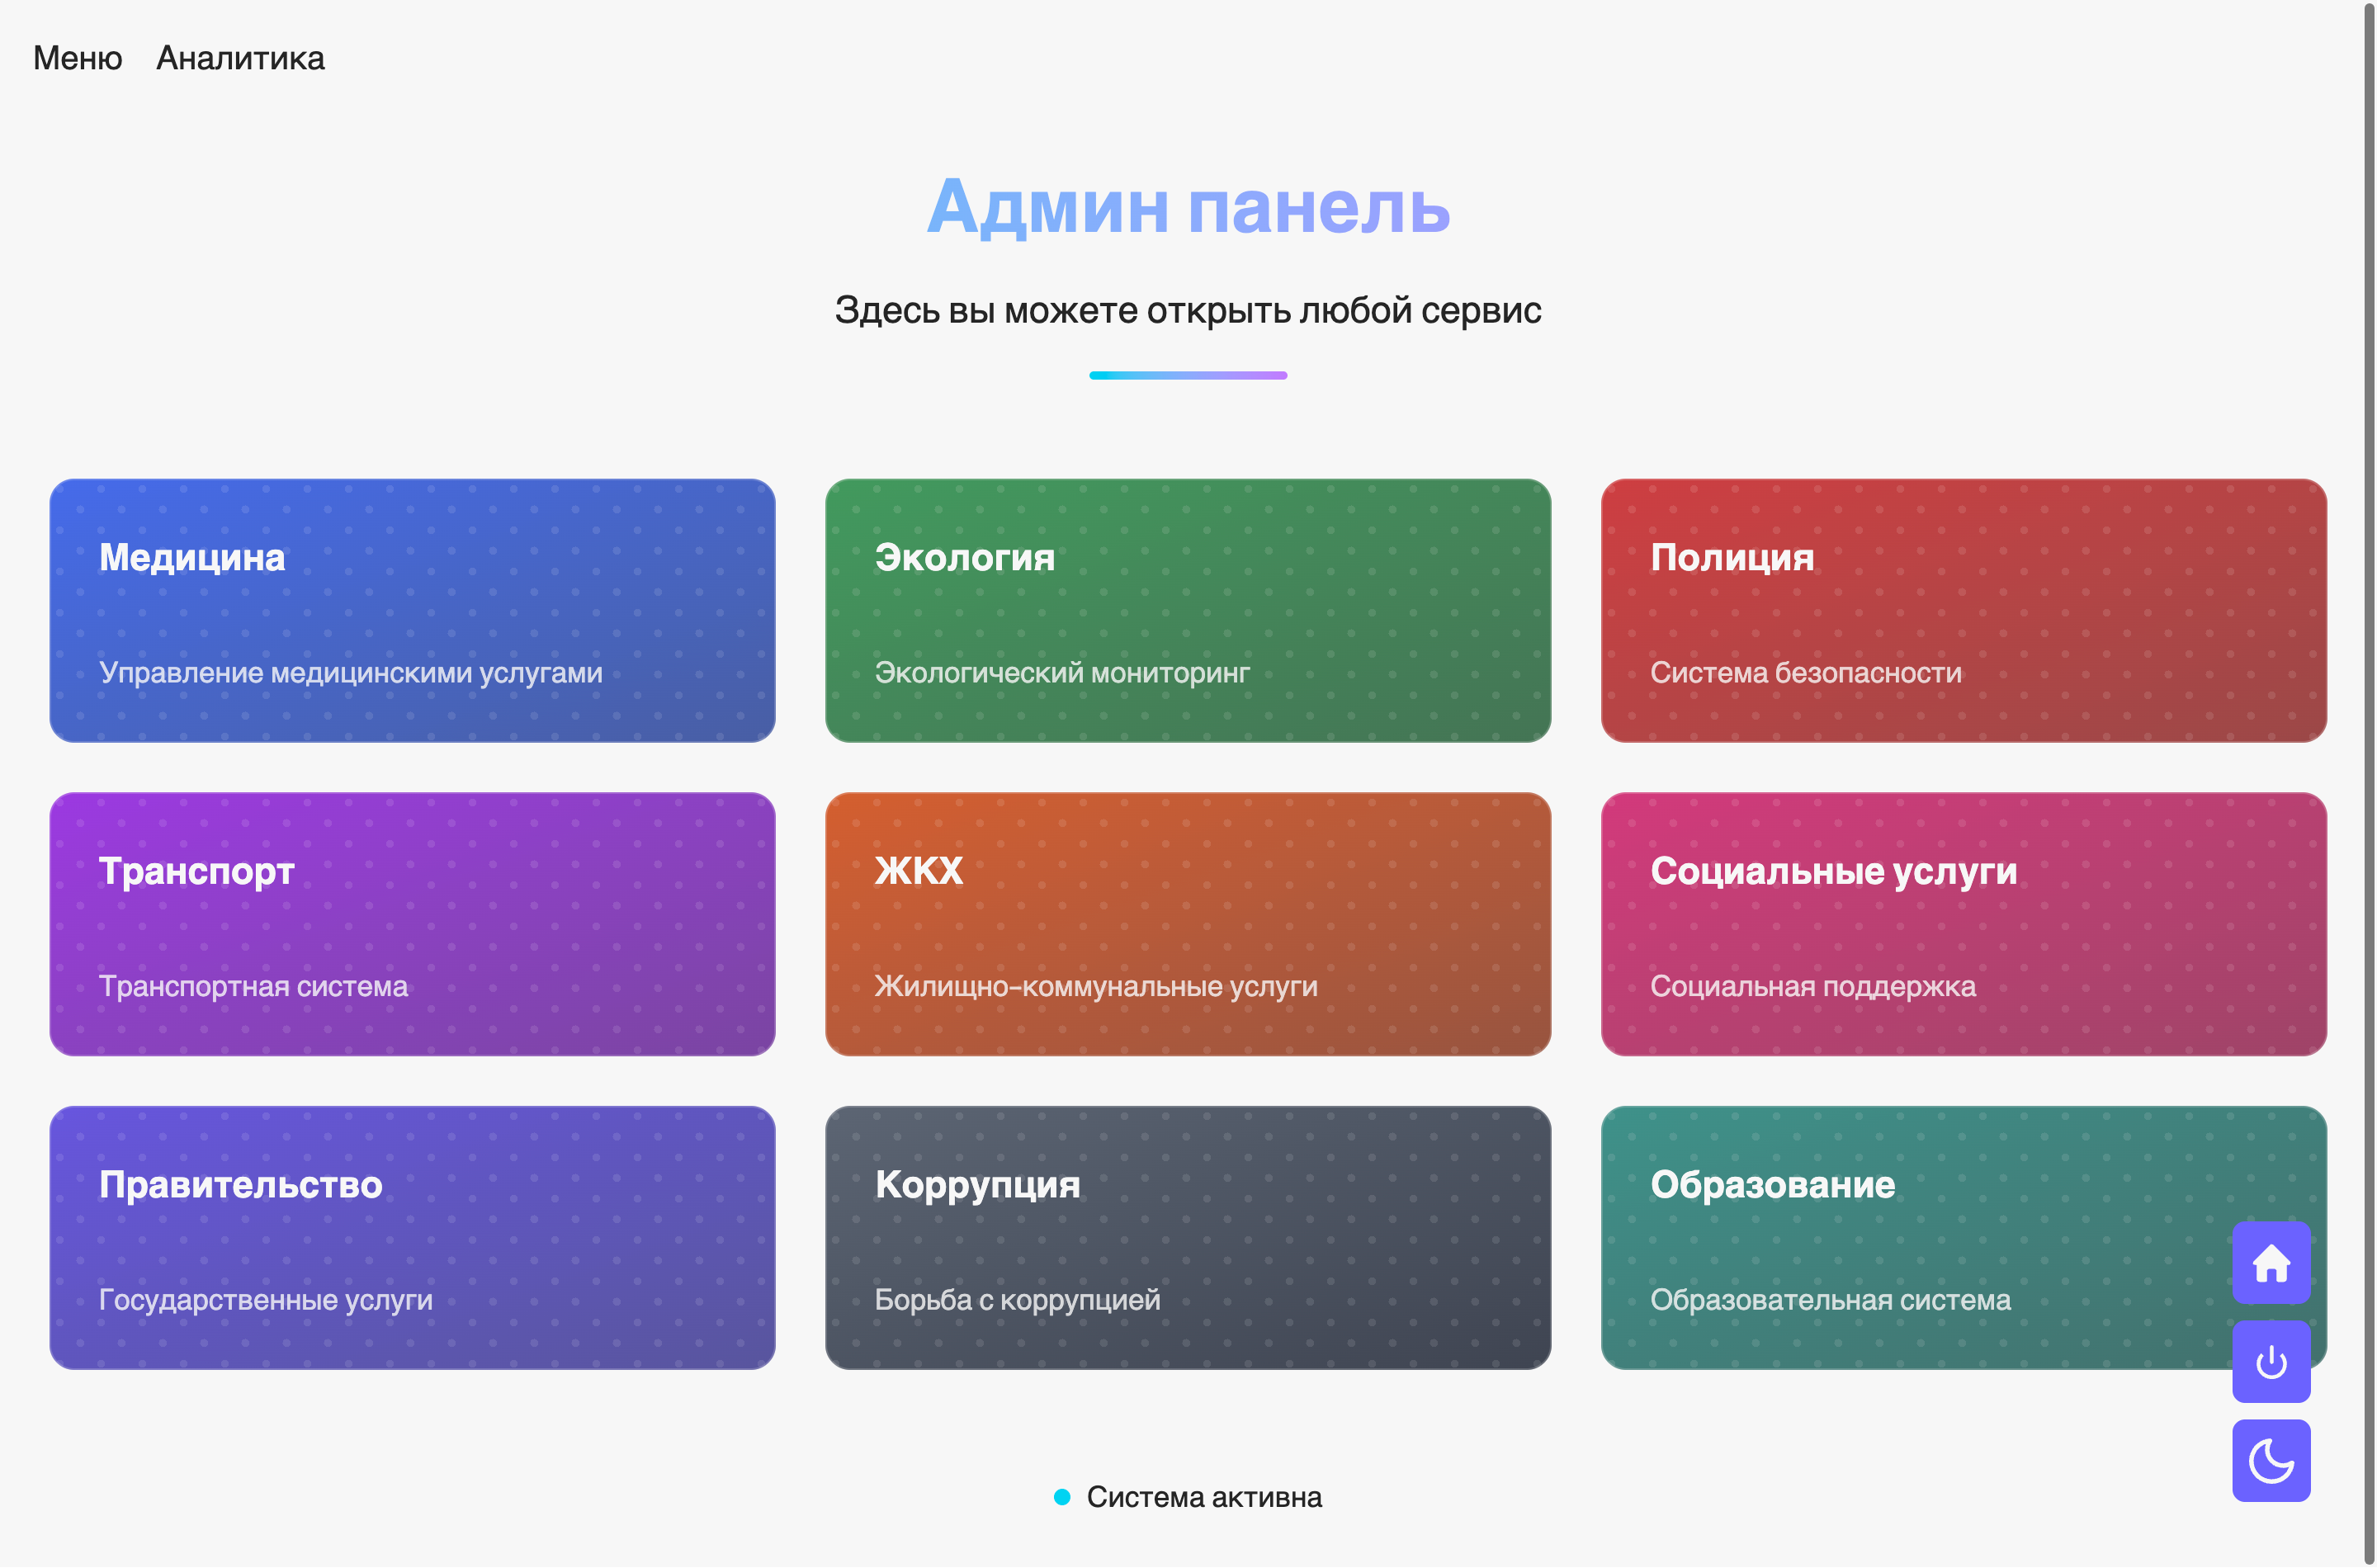 Меню Аналитика
Админ панель
Здесь вы можете открыть любой сервис
Медицина
Управление медицинскими услугами
Экология
Экологический мониторинг
Полиция
Система безопасности
Транспорт
Транспортная система
ЖКХ
Жилищно-коммунальные услуги
Социальные услуги
Социальная поддержка
Правительство
Государственные услуги
Коррупция
Борьба с коррупцией
Образование
Образовательная система
Система активна